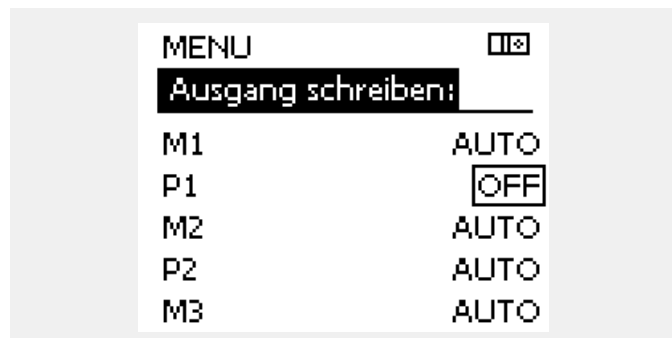 MENU
Ausgang schreiben:
M1 AUTO
P1 OFF
M2 AUTO
P2 AUTO
M3 AUTO